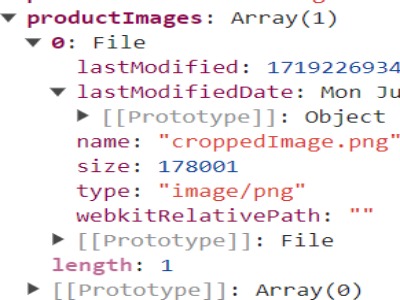 productImages: Array(1)
0: File
lastModified: 1719226934
lastModifiedDate: Mon Ju
[[Prototype]]: Object
name: "croppedImage.png"
size: 178001
type: "image/png"
webkitRelativePath: ""
[[Prototype]]: File
length: 1
[[Prototype]]: Array(0)